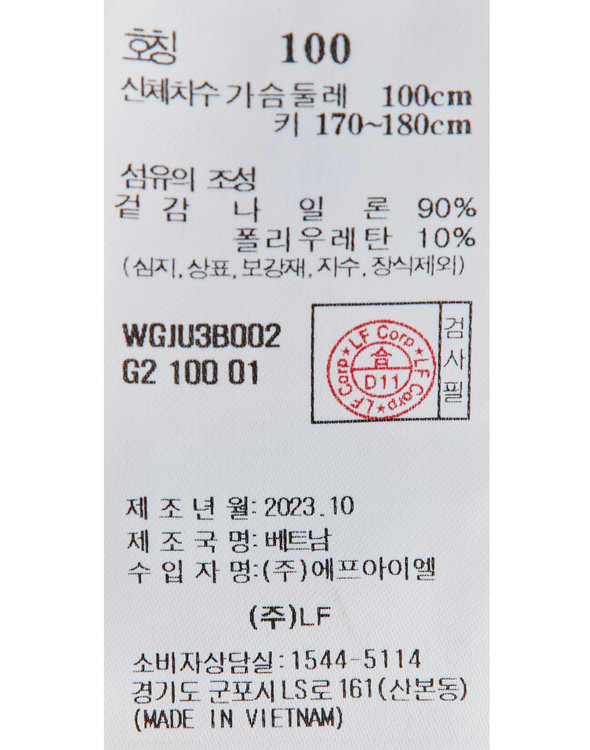 호칭 100
신체치수 가슴둘레 100cm
키 170~180cm
섬유의 조성
겉감 나일론 90%
폴리우레탄 10%
(심지,상표,보강재,자수,장식제외)
WGJU3B002
G2 100 01
LF Corp ★ LF Corp ★ LF Corp ★
合
D11
검사필
제조년월: 2023.10
제조국명: 베트남
수입자명: (주)에프아이엘
(주)LF
소비자상담실: 1544-5114
경기도 군포시 LS로 161(산본동)
(MADE IN VIETNAM)